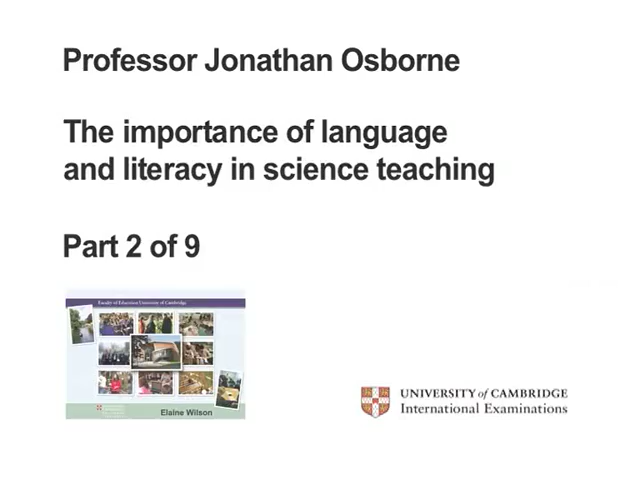 Professor Jonathan Osborne
The importance of language
and literacy in science teaching
Part 2 of 9
Faculty of Education University of Cambridge
Elaine Wilson
UNIVERSITY of CAMBRIDGE
International Examinations